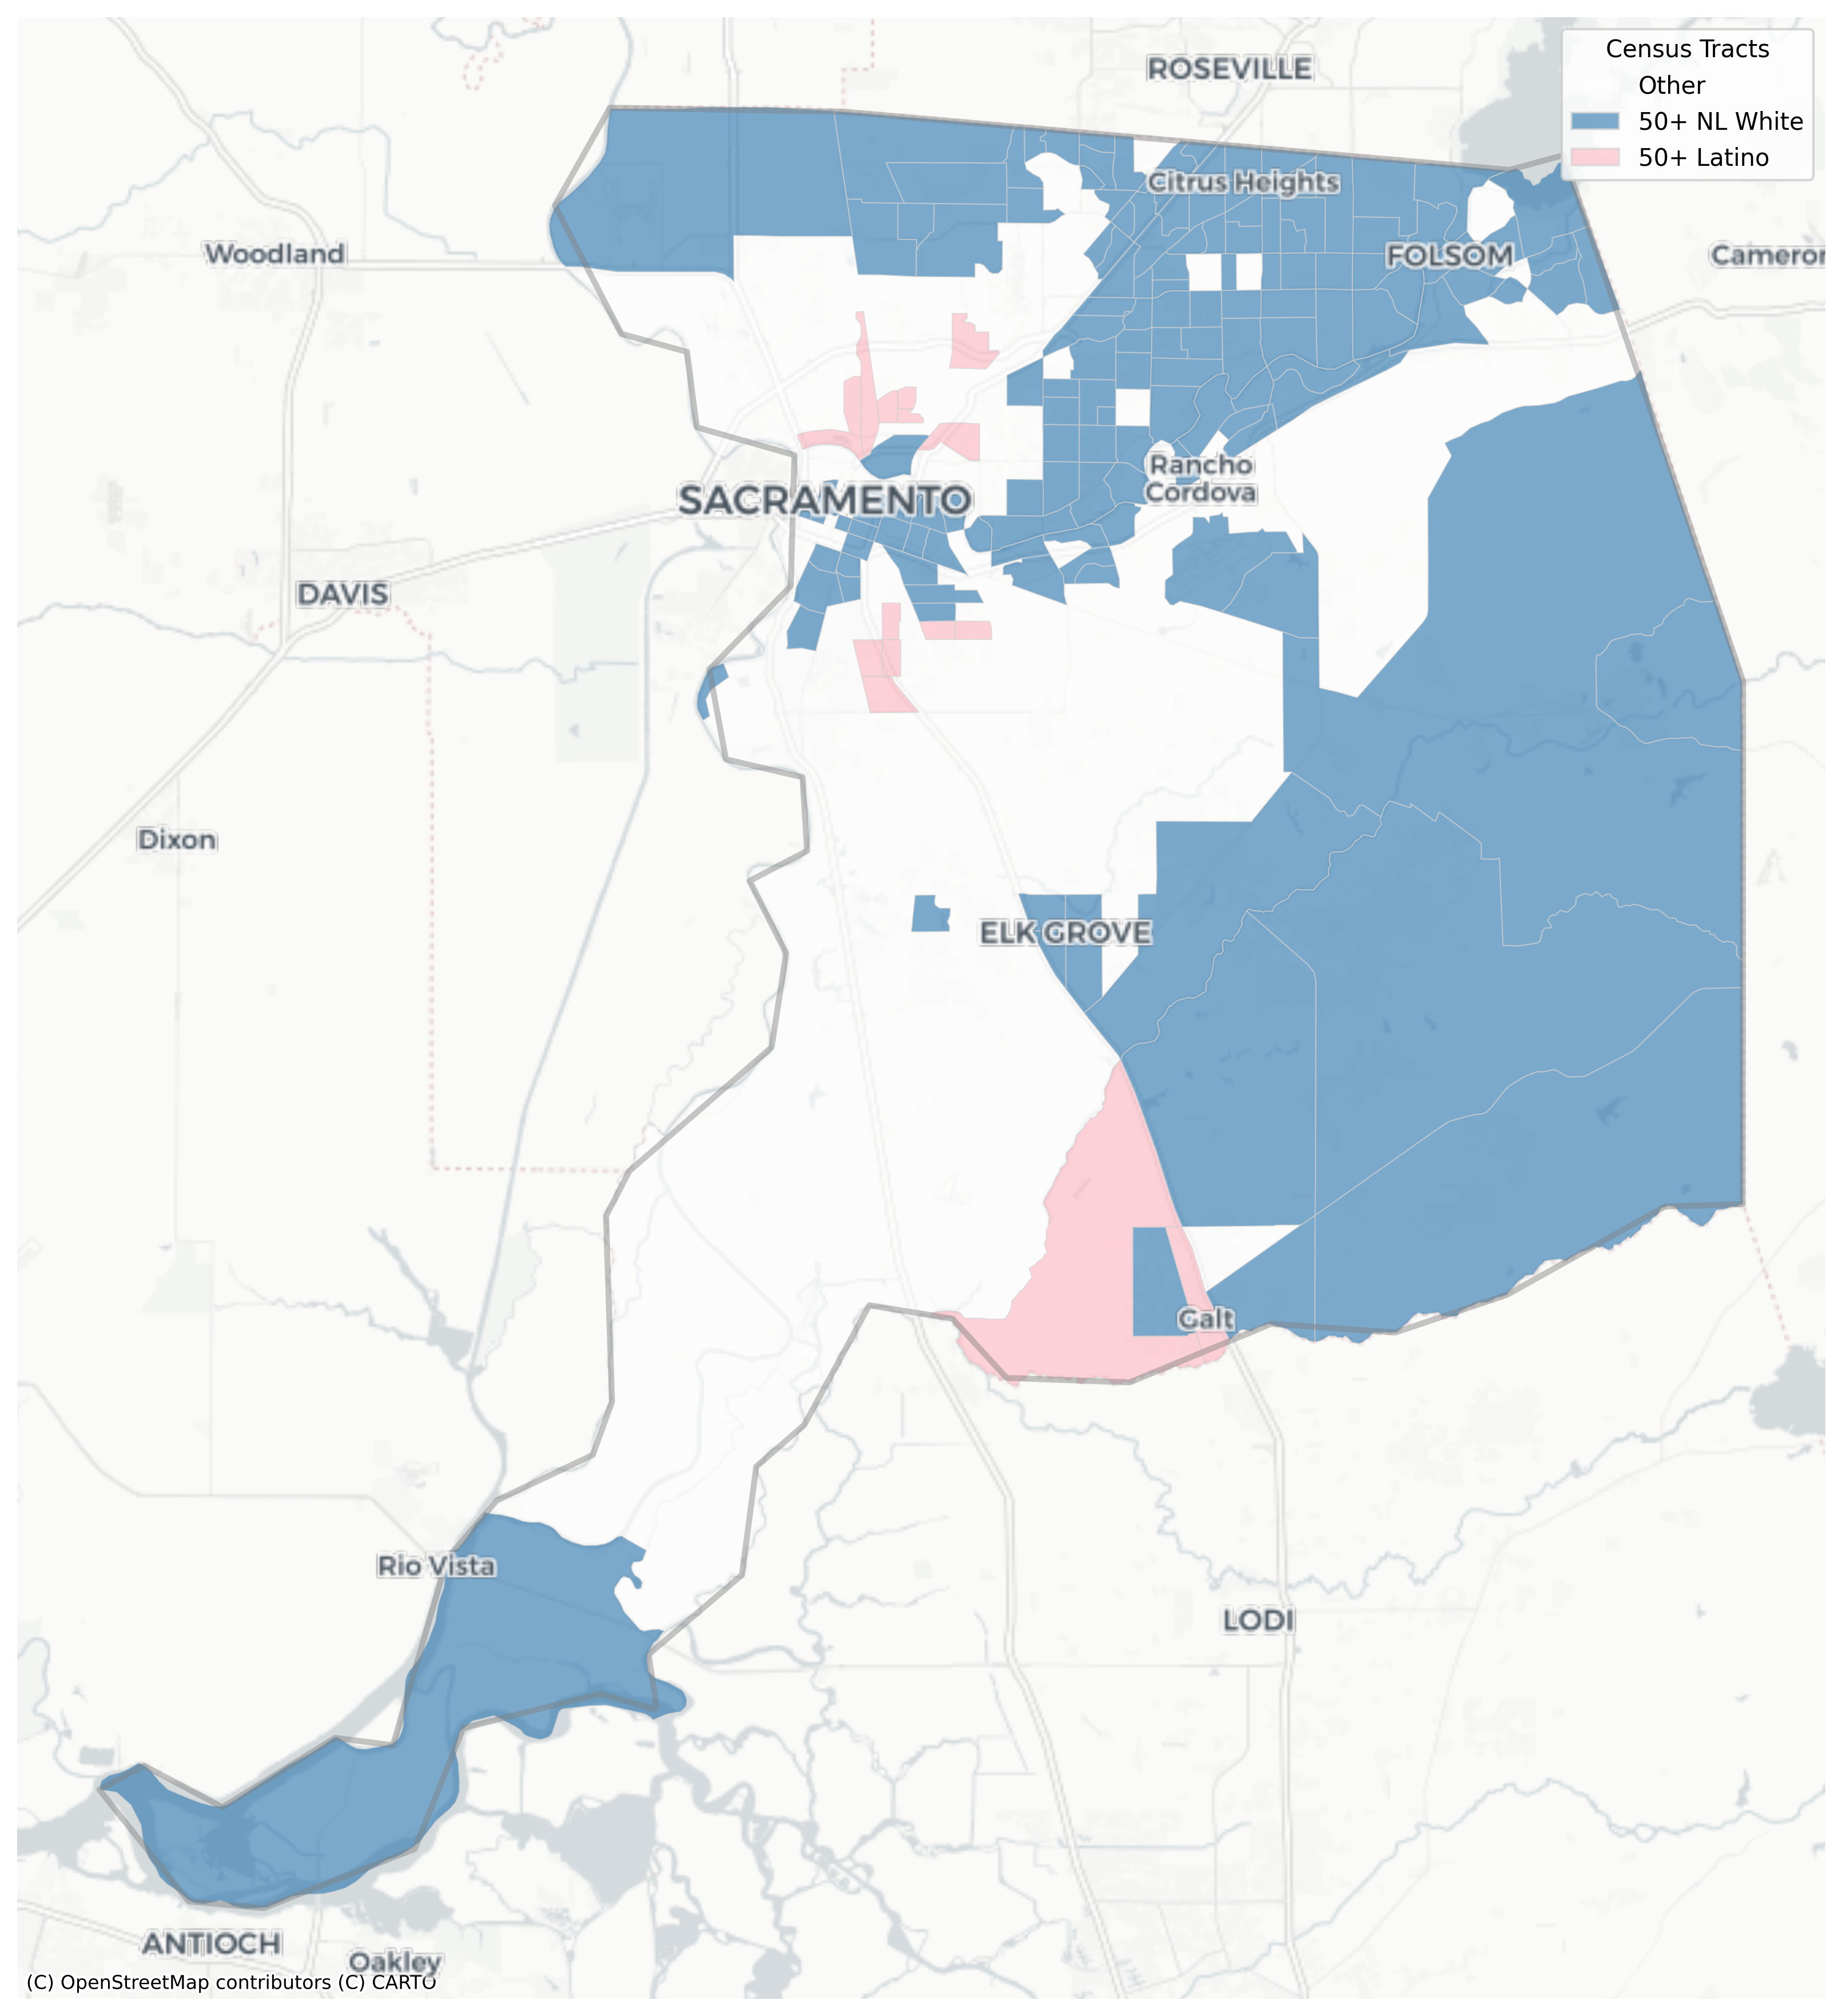 ROSEVILLE
Census Tracts
Other
50+ NL White
50+ Latino
Citrus Heights
Woodland
FOLSOM
Cameron
Rancho
Cordova
SACRAMENTO
DAVIS
Dixon
ELK GROVE
Galt
Rio Vista
LODI
ANTIOCH
Oakley
(C) OpenStreetMap contributors (C) CARTO